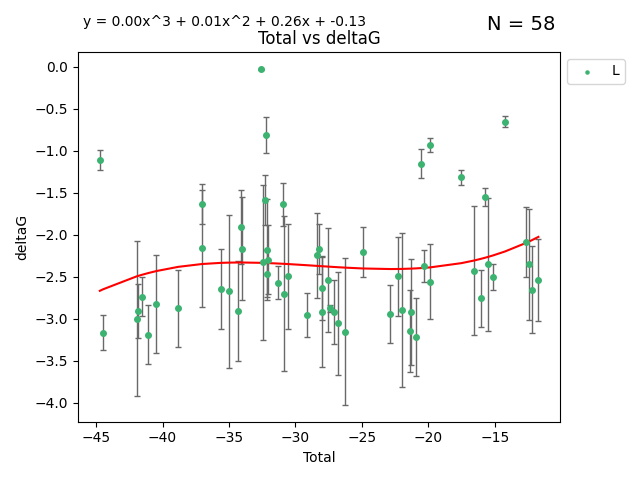 y = 0.00x^3 + 0.01x^2 + 0.26x + -0.13
N = 58
Total vs deltaG
L
0.0
−0.5
−1.0
−1.5
−2.0
−2.5
−3.0
−3.5
−4.0
deltaG
−45 −40 −35 −30 −25 −20 −15
Total